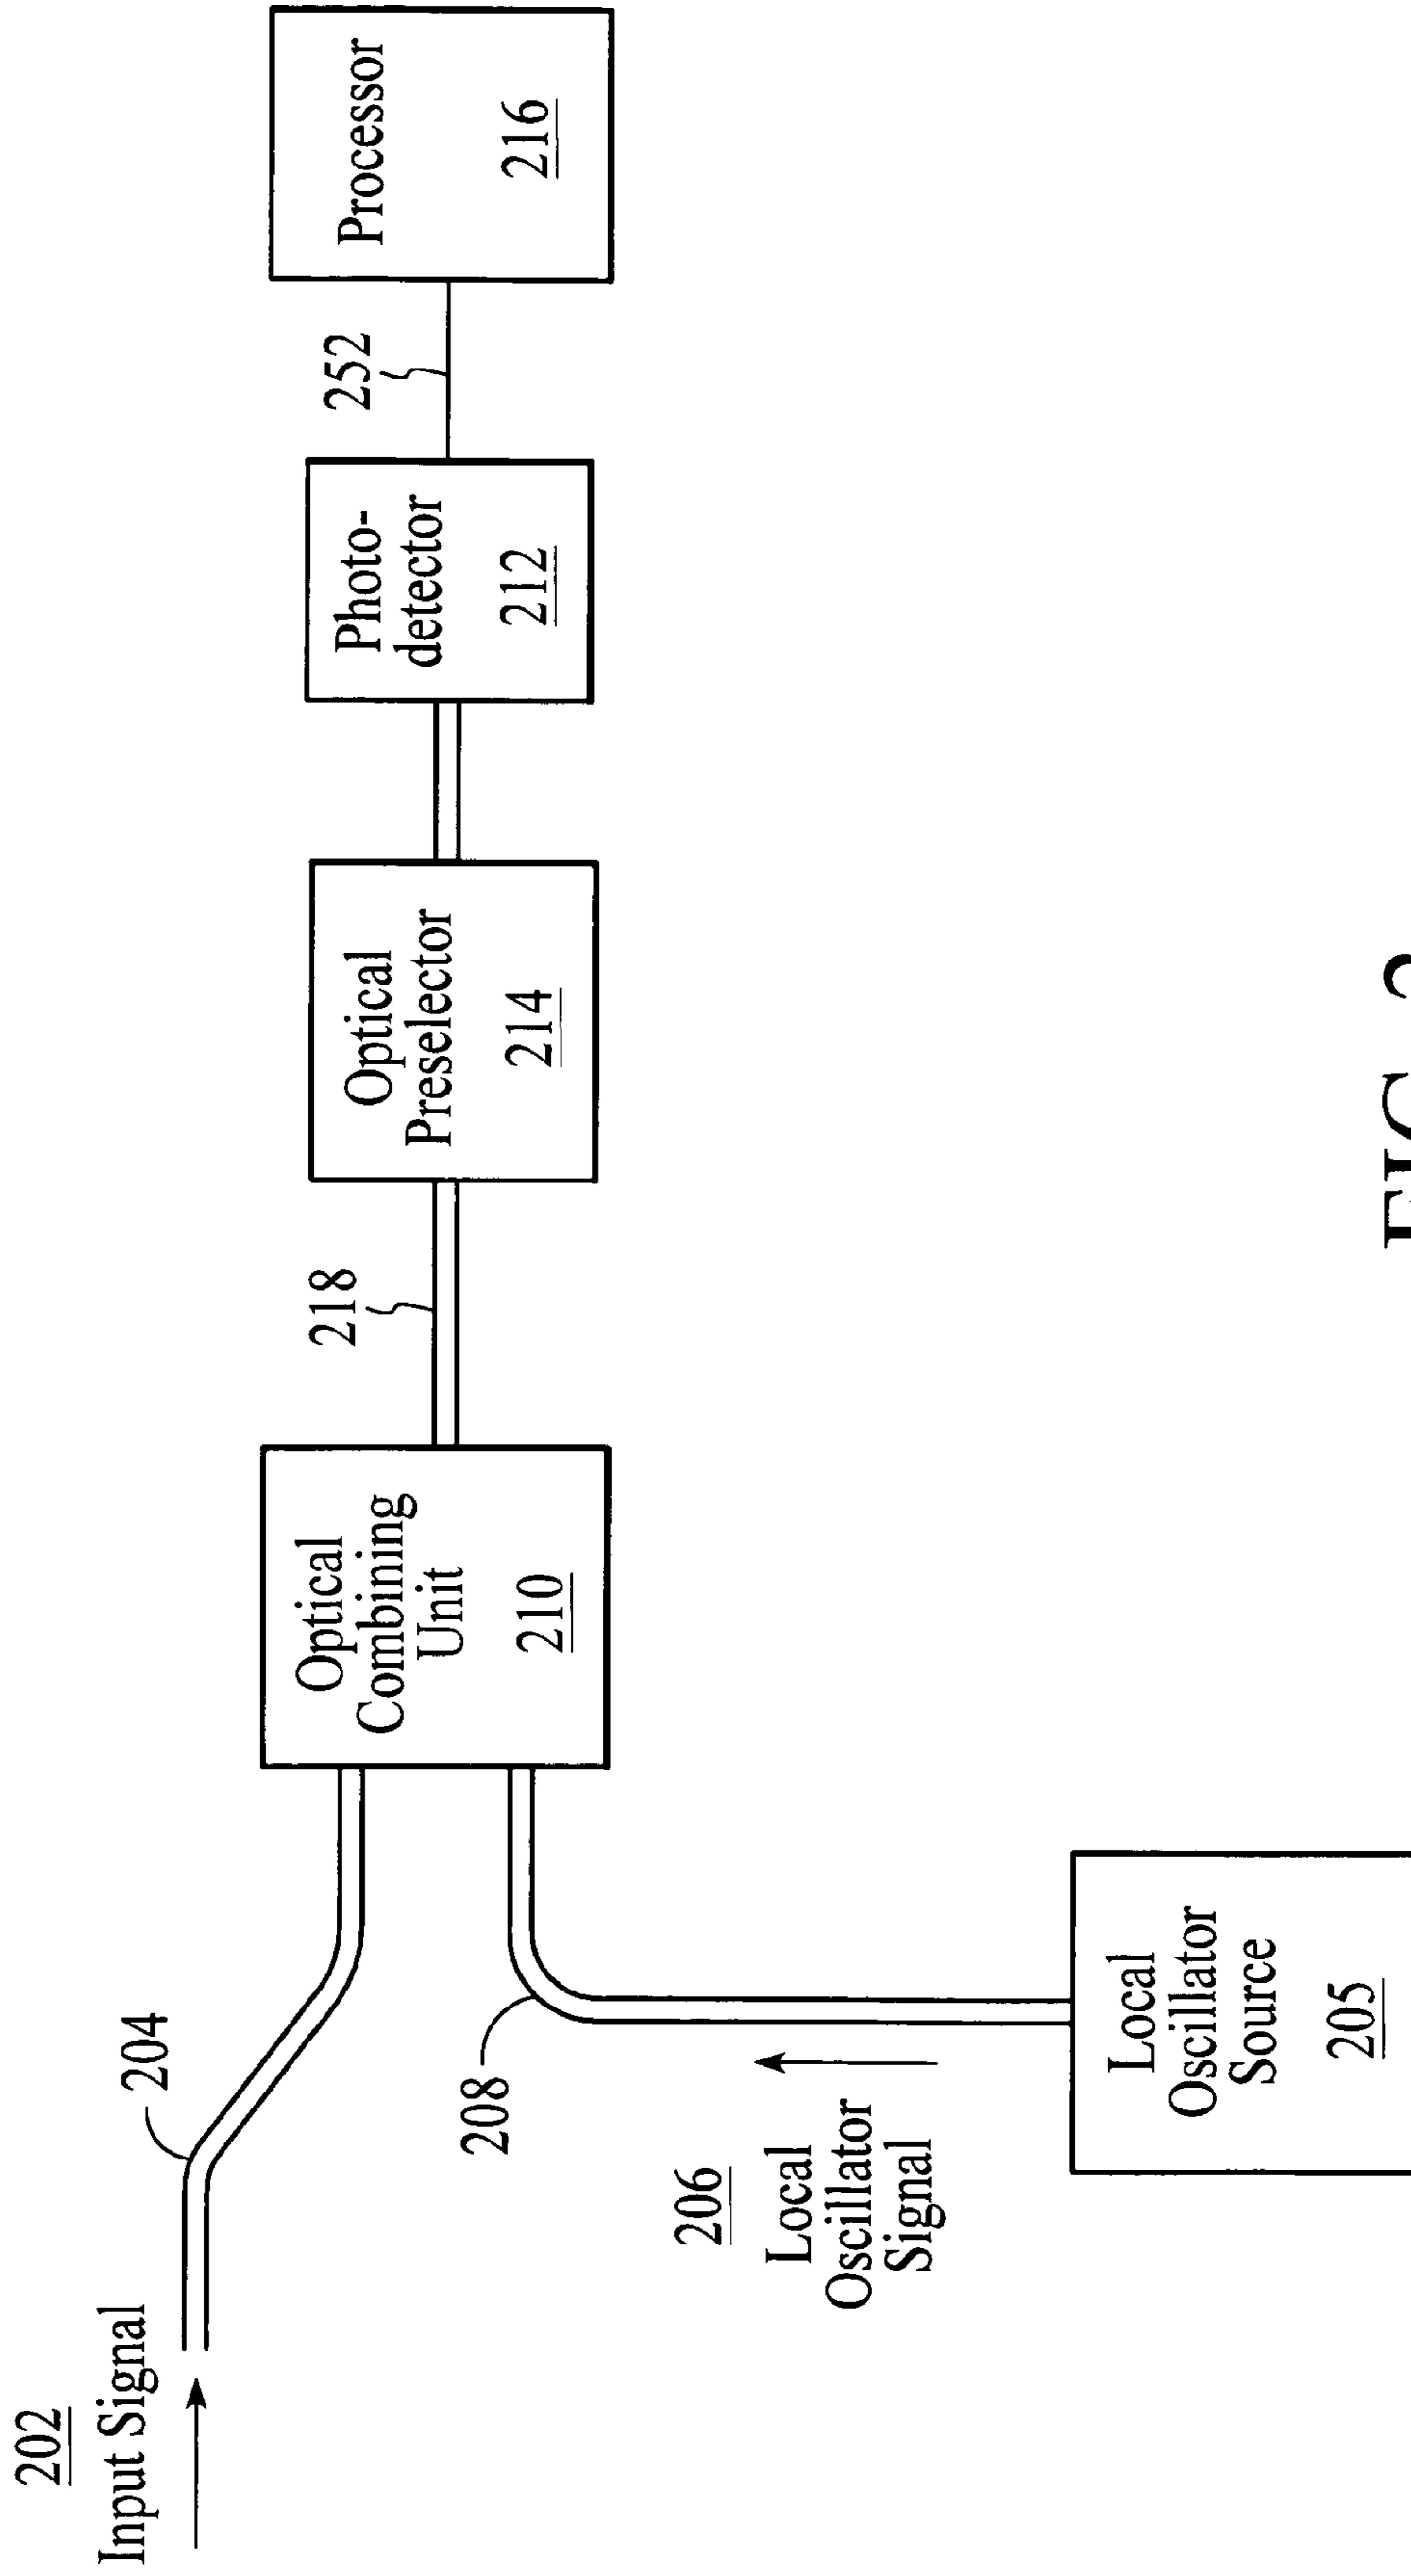 202
Input Signal
204
208
206
Local
Oscillator
Signal
Local
Oscillator
Source
205
Optical
Combining
Unit
210
218
Optical
Preselector
214
Photo-
detector
212
252
Processor
216